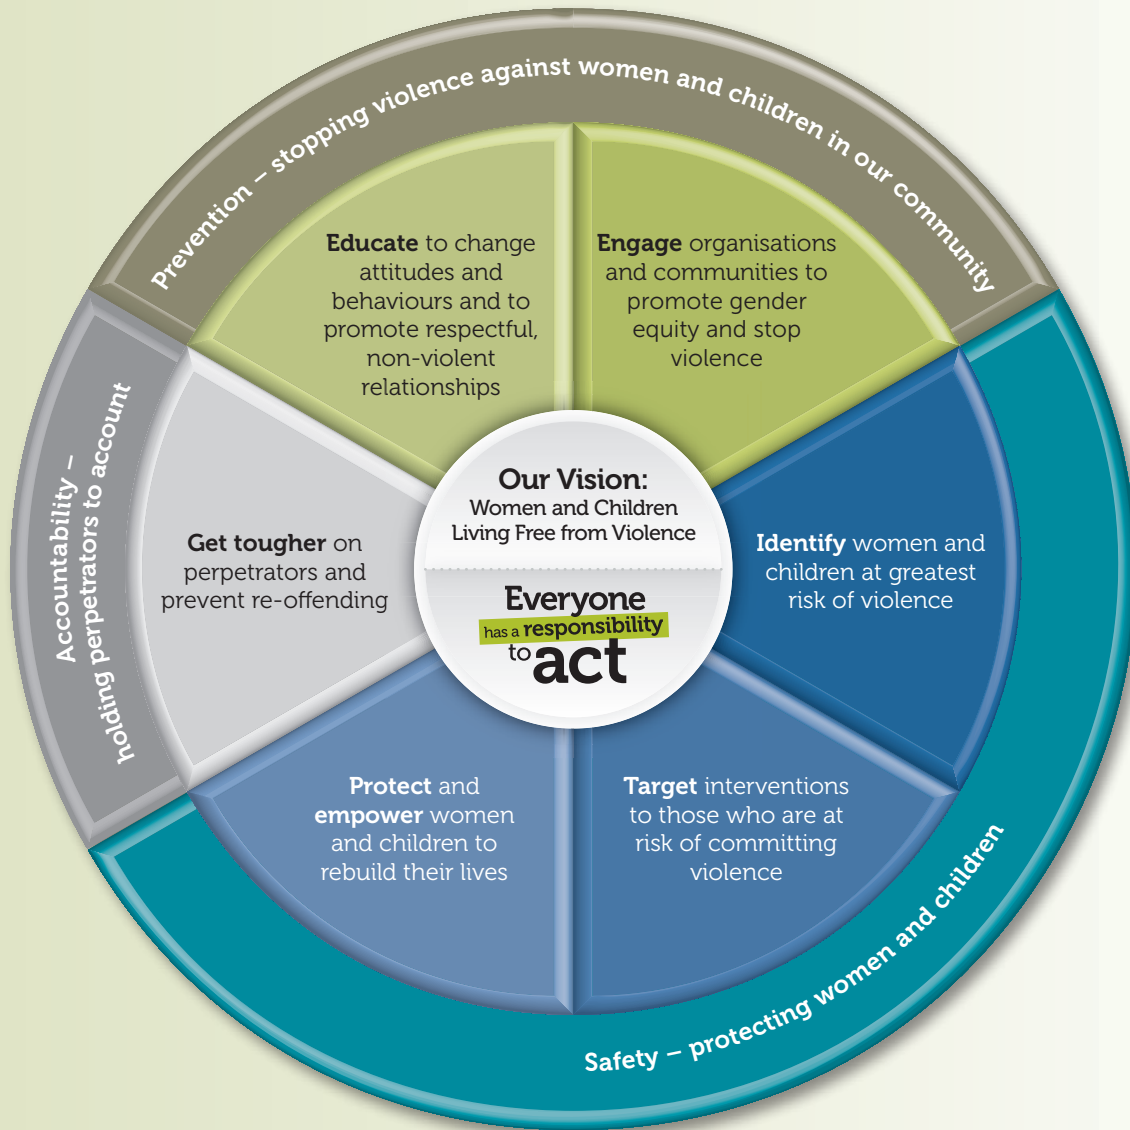 Prevention – stopping violence against women and children in our community
Educate to change
attitudes and
behaviours and to
promote respectful,
non-violent
relationships
Engage organisations
and communities to
promote gender
equity and stop
violence
Accountability –
holding perpetrators to account
Get tougher on
perpetrators and
prevent re-offending
Our Vision:
Women and Children
Living Free from Violence
Everyone
has a responsibility
to act
Identify women and
children at greatest
risk of violence
Protect and
empower women
and children to
rebuild their lives
Target interventions
to those who are at
risk of committing
violence
Safety – protecting women and children